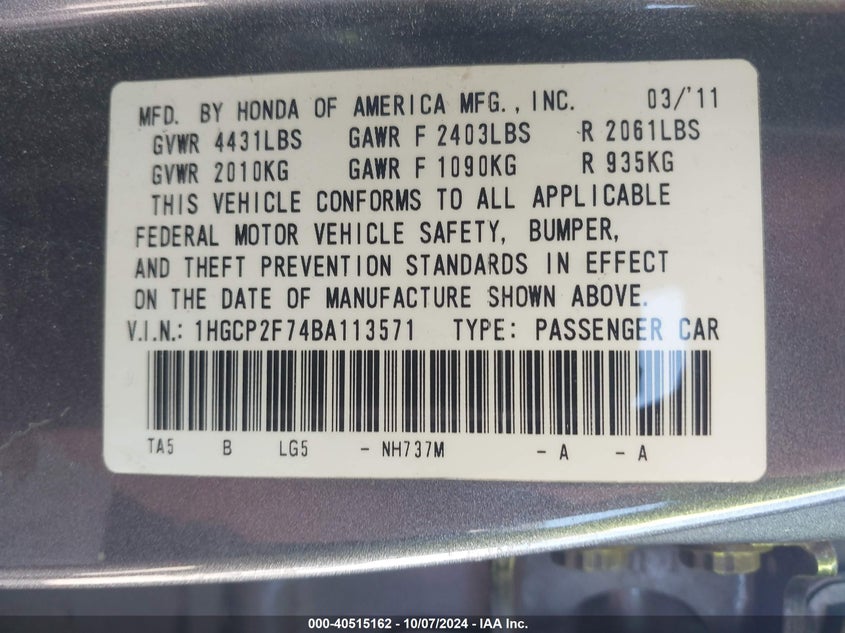 MFD. BY HONDA OF AMERICA MFG., INC. 03/'11
GVWR 4431LBS GAWR F 2403LBS R 2061LBS
GVWR 2010KG GAWR F 1090KG R 935KG
THIS VEHICLE CONFORMS TO ALL APPLICABLE
FEDERAL MOTOR VEHICLE SAFETY, BUMPER,
AND THEFT PREVENTION STANDARDS IN EFFECT
ON THE DATE OF MANUFACTURE SHOWN ABOVE.
V.I.N.: 1HGCP2F74BA113571 TYPE: PASSENGER CAR
TA5 B LG5 - NH737M - A - A
000-40515162 - 10/07/2024 - IAA Inc.